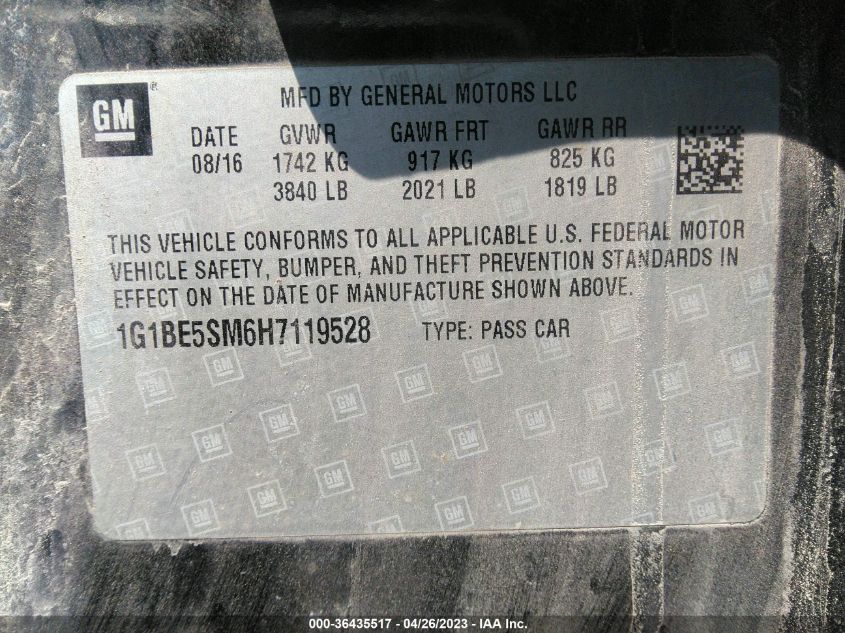 GM®
MFD BY GENERAL MOTORS LLC
DATE GVWR GAWR FRT GAWR RR
08/16 1742 KG 917 KG 825 KG
3840 LB 2021 LB 1819 LB
THIS VEHICLE CONFORMS TO ALL APPLICABLE U.S. FEDERAL MOTOR
VEHICLE SAFETY, BUMPER, AND THEFT PREVENTION STANDARDS IN
EFFECT ON THE DATE OF MANUFACTURE SHOWN ABOVE.
1G1BE5SM6H7119528 TYPE: PASS CAR
000-36435517 - 04/26/2023 - IAA Inc.